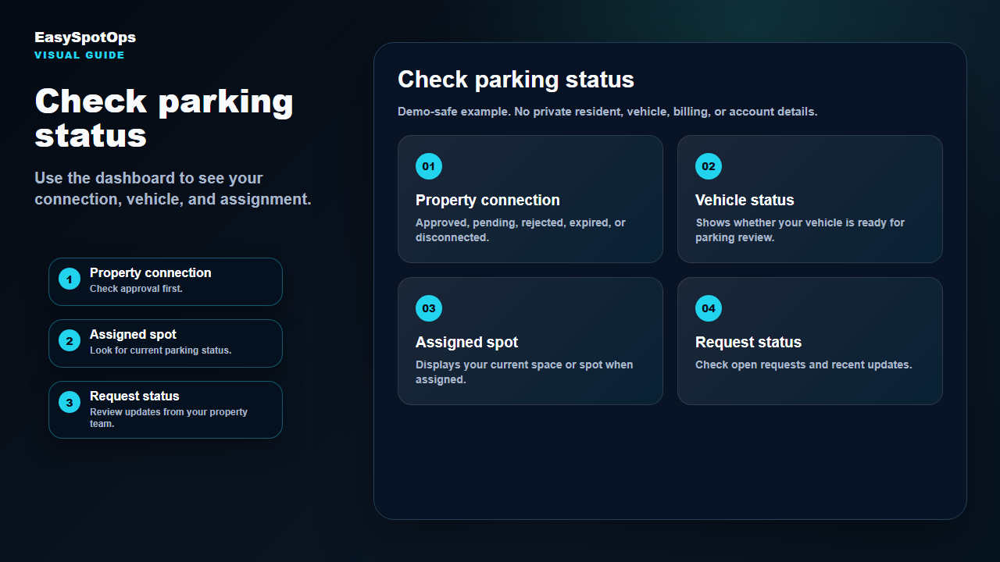 EasySpotOps
VISUAL GUIDE
Check parking
status
Use the dashboard to see your
connection, vehicle, and assignment.
1
Property connection
Check approval first.
2
Assigned spot
Look for current parking status.
3
Request status
Review updates from your property
team.
Check parking status
Demo-safe example. No private resident, vehicle, billing, or account details.
01
Property connection
Approved, pending, rejected, expired, or
disconnected.
02
Vehicle status
Shows whether your vehicle is ready for
parking review.
03
Assigned spot
Displays your current space or spot when
assigned.
04
Request status
Check open requests and recent updates.